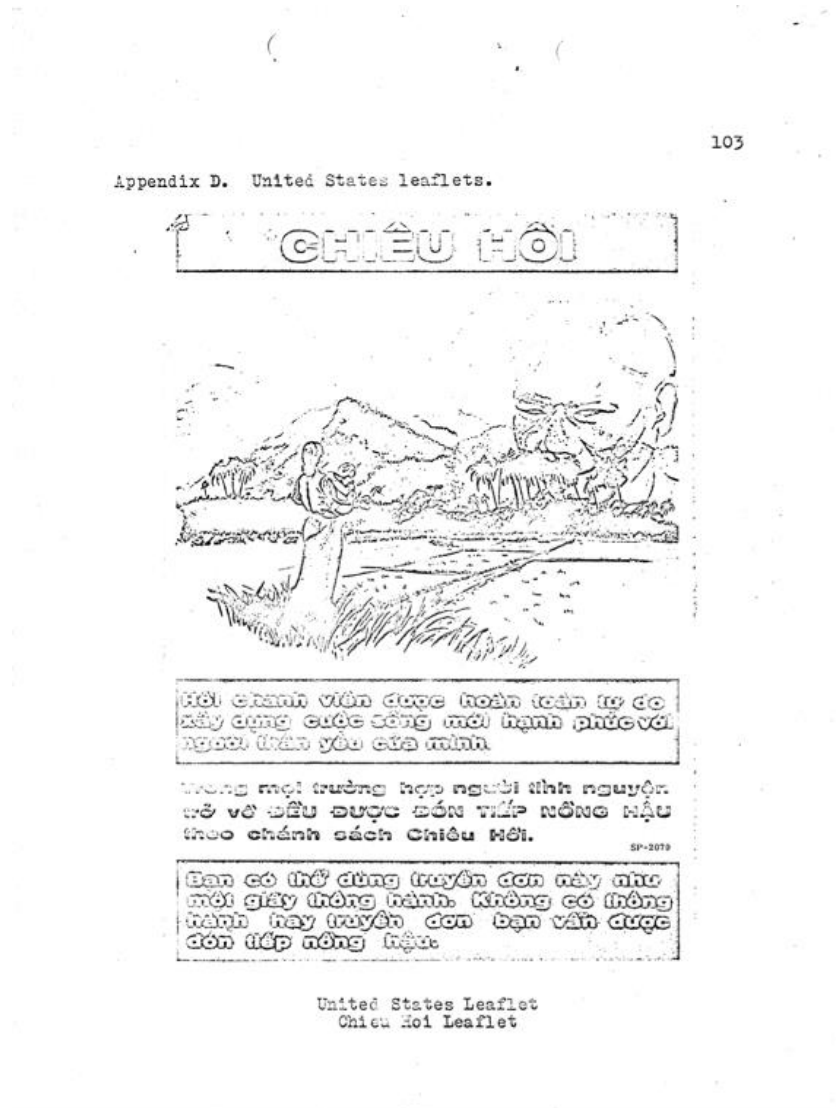 103
Appendix D. United States leaflets.
CHIÊU HỒI
Hồi chánh viên được hoàn toàn tự do
xây dựng cuộc sống mới hạnh phúc với
người thân yêu của mình.
Trong mọi trường hợp người tình nguyện
trở về ĐỀU ĐƯỢC ĐÓN TIẾP NỒNG HẬU
theo chánh sách Chiêu Hồi.
SP-2079
Bạn có thể dùng truyền đơn này như
một giấy thông hành. Không có thông
hành hay truyền đơn bạn vẫn được
đón tiếp nồng hậu.
United States Leaflet
Chieu Hoi Leaflet